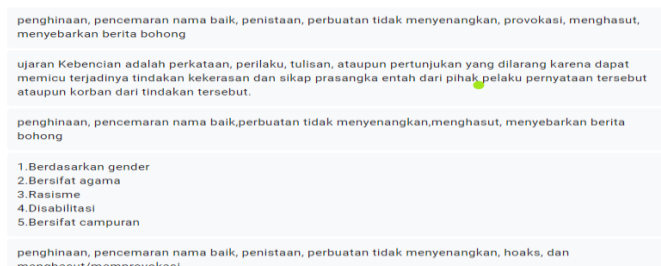 penghinaan, pencemaran nama baik, penistaan, perbuatan tidak menyenangkan, provokasi, menghasut,
menyebarkan berita bohong
ujaran Kebencian adalah perkataan, perilaku, tulisan, ataupun pertunjukan yang dilarang karena dapat
memicu terjadinya tindakan kekerasan dan sikap prasangka entah dari pihak pelaku pernyataan tersebut
ataupun korban dari tindakan tersebut.
penghinaan, pencemaran nama baik,perbuatan tidak menyenangkan,menghasut, menyebarkan berita
bohong
1.Berdasarkan gender
2.Bersifat agama
3.Rasisme
4.Disabilitasi
5.Bersifat campuran
penghinaan, pencemaran nama baik, penistaan, perbuatan tidak menyenangkan, hoaks, dan
menghasut/memprovokasi